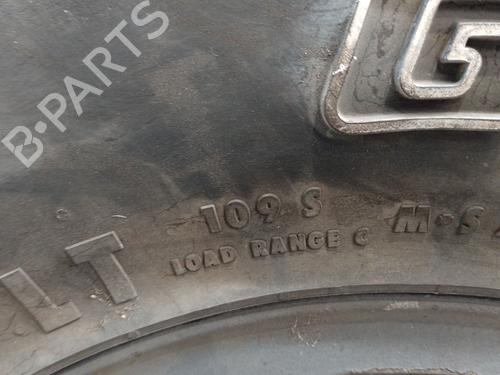 B-PARTS
G
109 S M·S
LT LOAD RANGE C